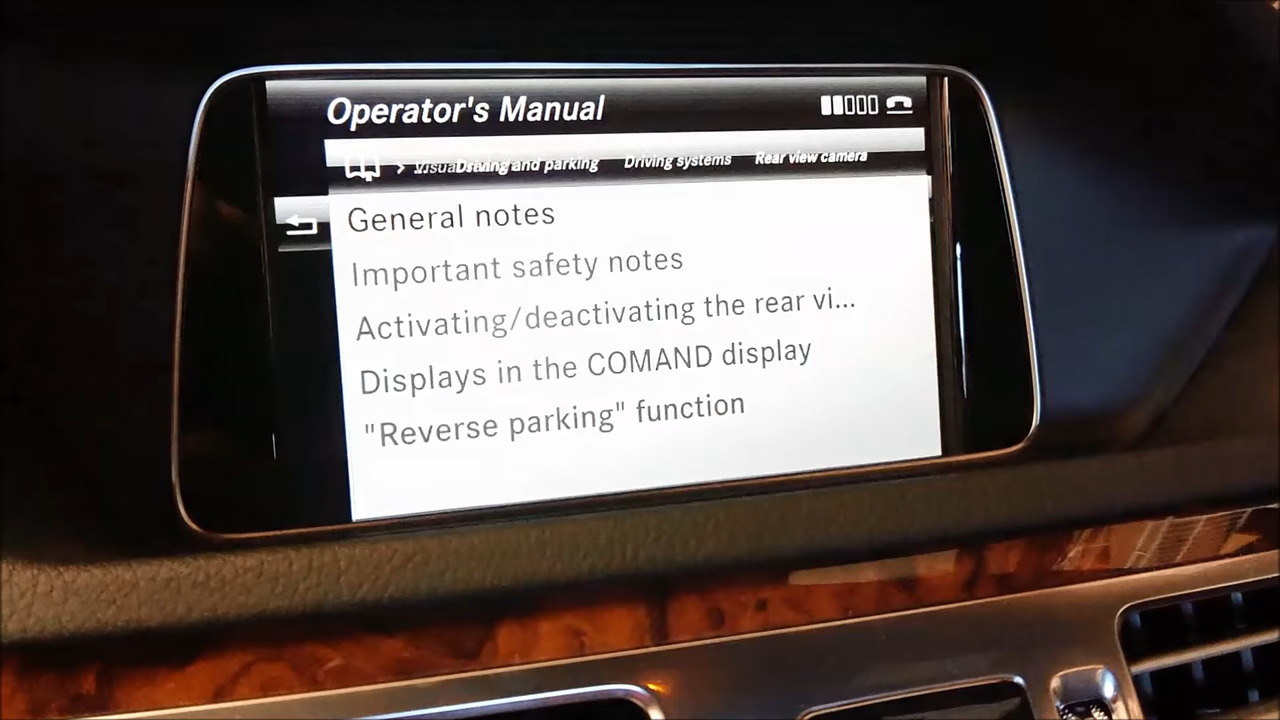 Operator's Manual
> Visual Driving and parking Driving systems Rear view camera
General notes
Important safety notes
Activating/deactivating the rear vi...
Displays in the COMAND display
"Reverse parking" function